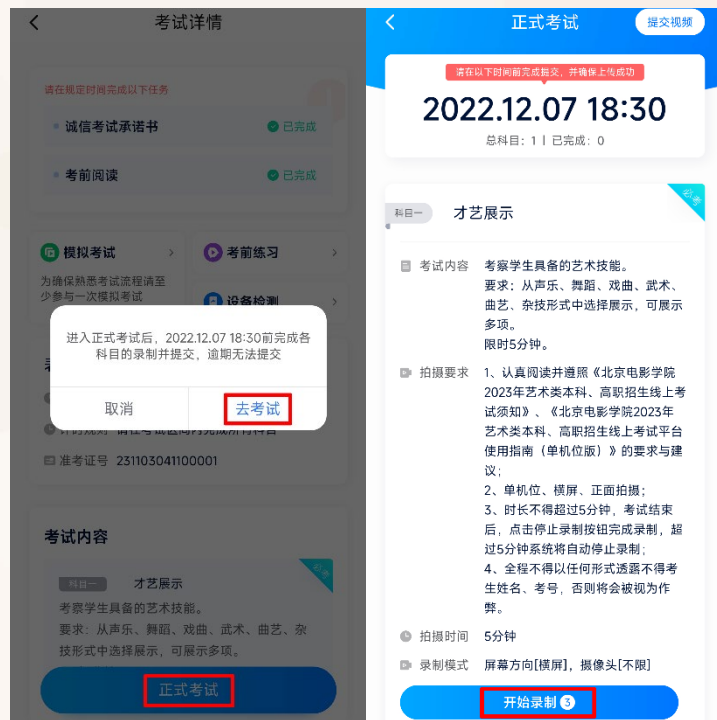 考试详情
请在规定时间完成以下任务
诚信考试承诺书
已完成
考前阅读
已完成
模拟考试
考前练习
为确保熟悉考试流程请至
少参与一次模拟考试
设备检测
进入正式考试后，2022.12.07 18:30前完成各
科目的录制并提交，逾期无法提交
取消
去考试
准考证号 231103041100001
考试内容
必考
科目一
才艺展示
考察学生具备的艺术技能。
要求：从声乐、舞蹈、戏曲、武术、曲艺、杂
技形式中选择展示，可展示多项。
正式考试
正式考试
提交视频
请在以下时间前完成提交，并确保上传成功
2022.12.07 18:30
总科目：1 | 已完成：0
必考
科目一
才艺展示
考试内容
考察学生具备的艺术技能。
要求：从声乐、舞蹈、戏曲、武术、
曲艺、杂技形式中选择展示，可展示
多项。
限时5分钟。
拍摄要求
1、认真阅读并遵照《北京电影学院
2023年艺术类本科、高职招生线上考
试须知》、《北京电影学院2023年
艺术类本科、高职招生线上考试平台
使用指南（单机位版）》的要求与建
议；
2、单机位、横屏、正面拍摄；
3、时长不得超过5分钟，考试结束
后，点击停止录制按钮完成录制，超
过5分钟系统将自动停止录制；
4、全程不得以任何形式透露不得考
生姓名、考号，否则将会被视为作
弊。
拍摄时间
5分钟
录制模式
屏幕方向[横屏]，摄像头[不限]
开始录制 3